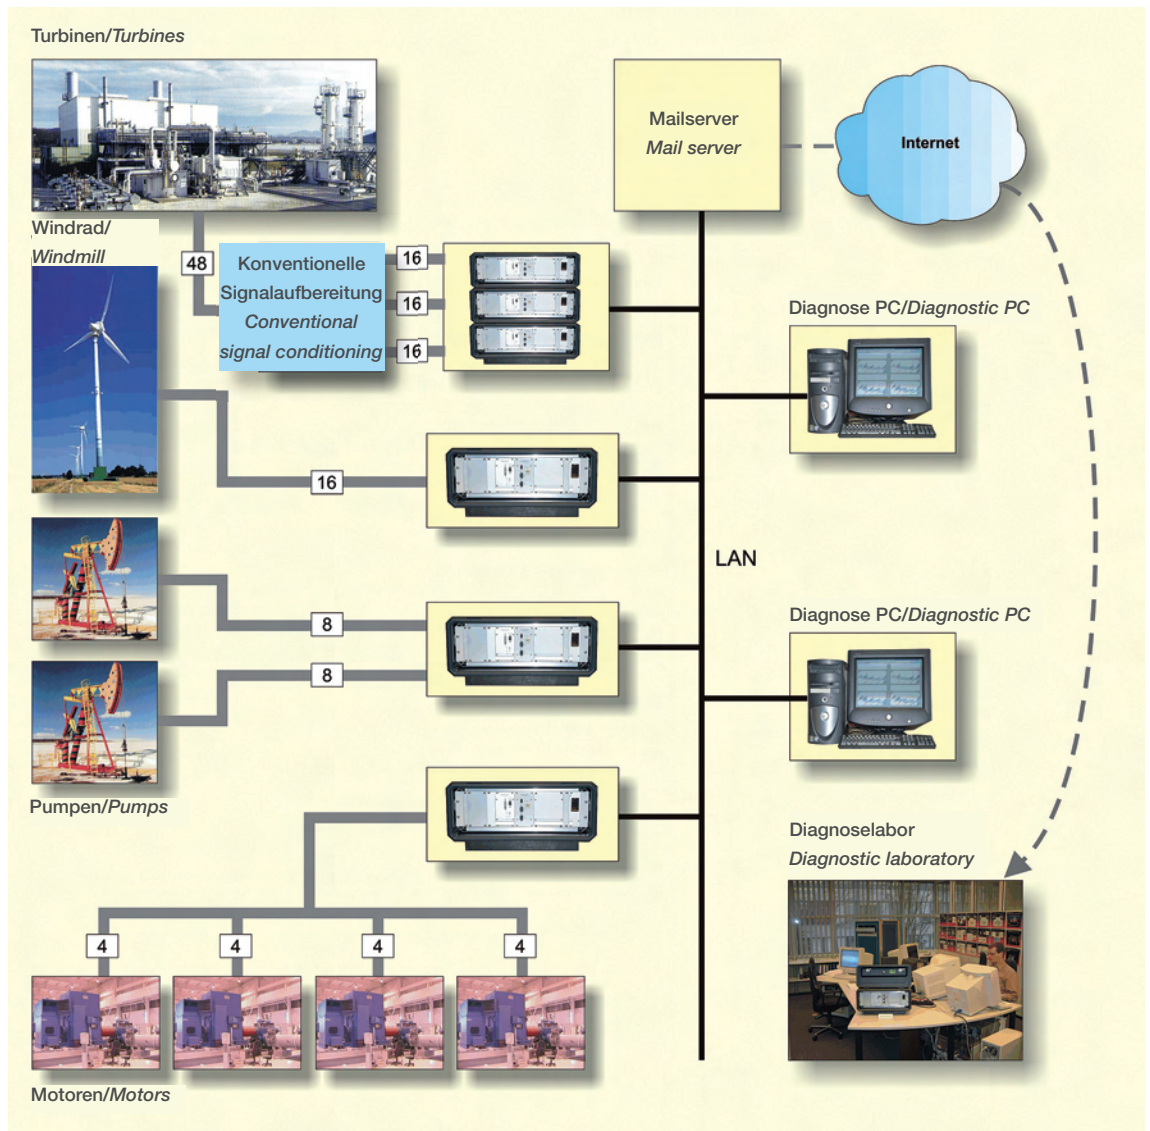 Turbinen/Turbines
Mailserver
Mail server
Internet
Windrad/
Windmill
48
Konventionelle
Signalaufbereitung
Conventional
signal conditioning
16
16
16
Diagnose PC/Diagnostic PC
16
LAN
8
8
Diagnose PC/Diagnostic PC
Pumpen/Pumps
Diagnoselabor
Diagnostic laboratory
4
4
4
4
Motoren/Motors